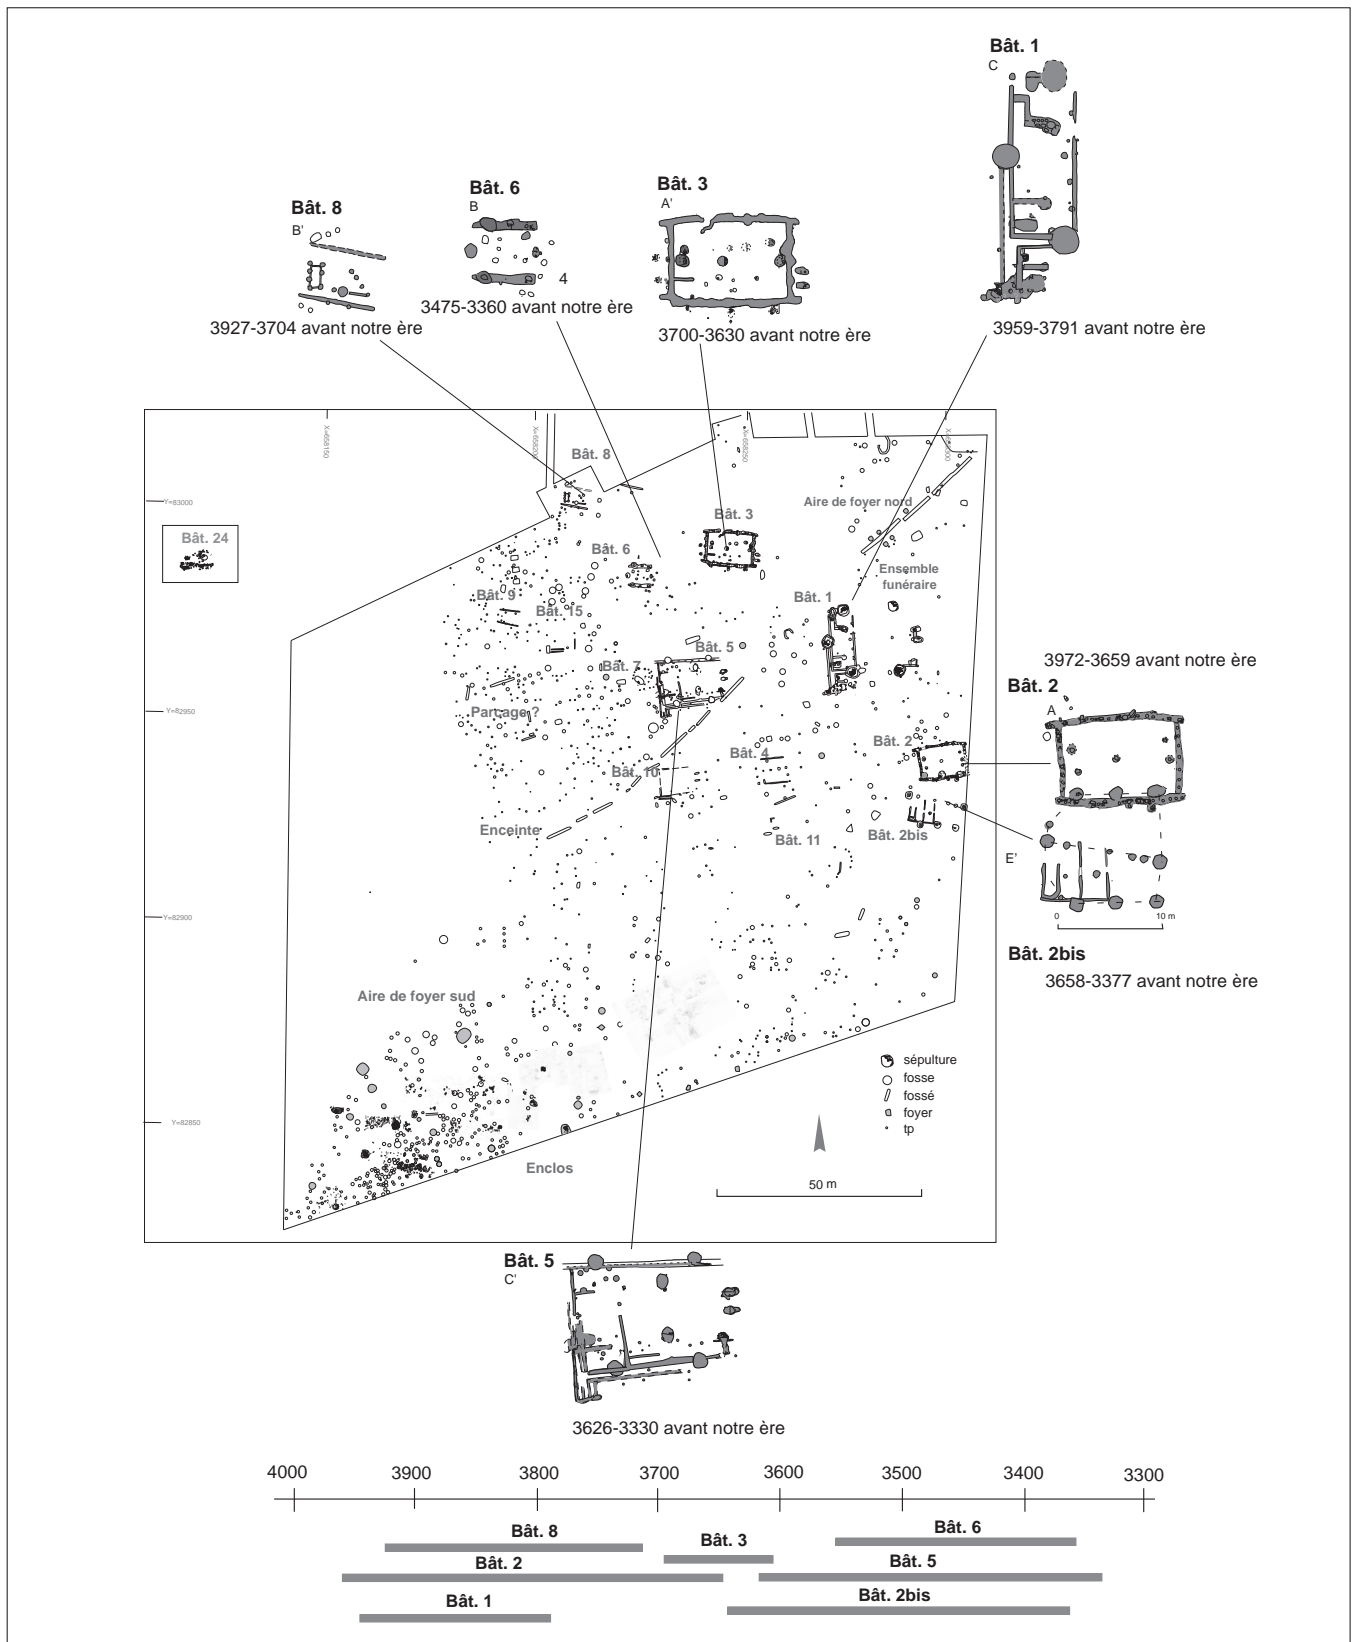 Bât. 1
C
Bât. 6
B
Bât. 3
A'
Bât. 8
B'
4
3475-3360 avant notre ère
3927-3704 avant notre ère
3700-3630 avant notre ère
3959-3791 avant notre ère
X=658150
X=658250
Bât. 8
Y=83000
Aire de foyer nord
Bât. 3
Bât. 24
Bât. 6
Ensemble
funéraire
Bât. 9
Bât. 15
Bât. 1
Bât. 5
Bât. 7
3972-3659 avant notre ère
Bât. 2
A
Y=82950
Parcage ?
Bât. 2
Bât. 4
Bât. 10
Enceinte
Bât. 11
Bât. 2bis
E'
0 10 m
Y=82900
Bât. 2bis
3658-3377 avant notre ère
Aire de foyer sud
sépulture
fosse
fossé
foyer
tp
Y=82850
Enclos
50 m
Bât. 5
C'
3626-3330 avant notre ère
4000 3900 3800 3700 3600 3500 3400 3300
Bât. 8
Bât. 3
Bât. 6
Bât. 2
Bât. 5
Bât. 1
Bât. 2bis